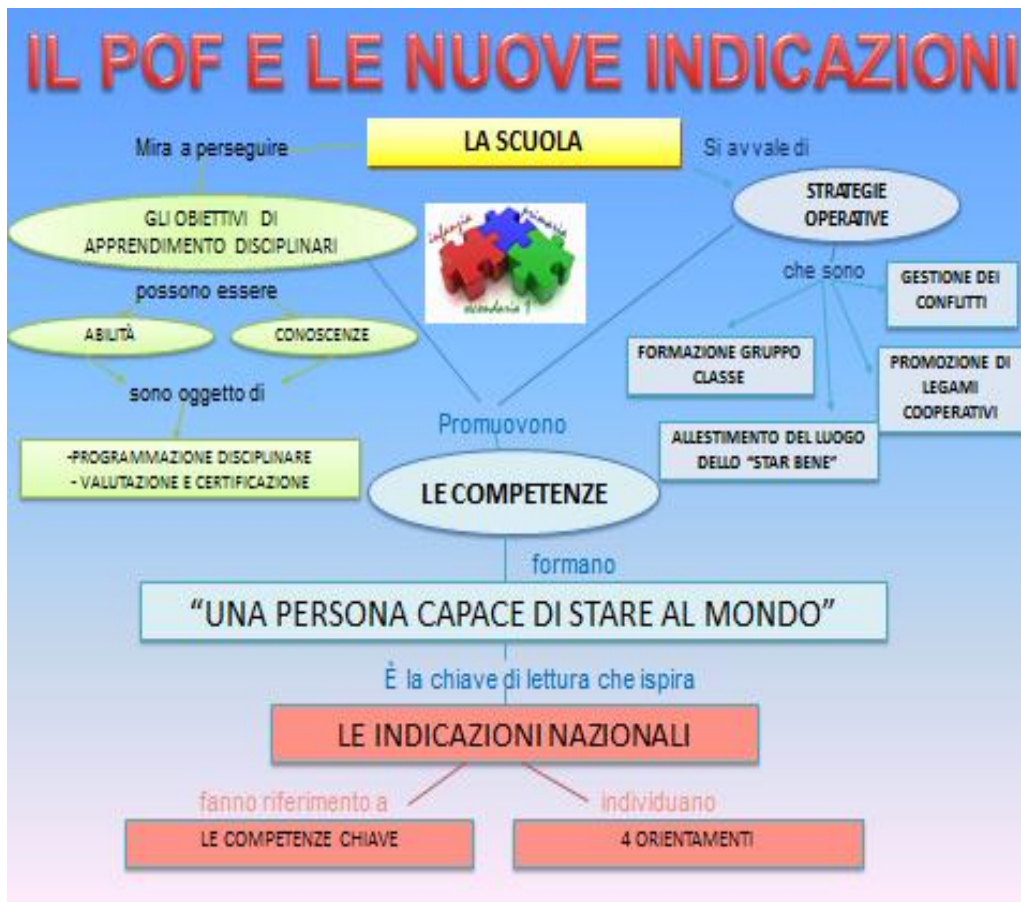 IL POF E LE NUOVE INDICAZIONI
LA SCUOLA
Mira a perseguire
Si avvale di
GLI OBIETTIVI DI
APPRENDIMENTO DISCIPLINARI
STRATEGIE
OPERATIVE
infanzia
primaria
secondaria 1
possono essere
ABILITÀ
CONOSCENZE
sono oggetto di
-PROGRAMMAZIONE DISCIPLINARE
- VALUTAZIONE E CERTIFICAZIONE
che sono
GESTIONE DEI
CONFLITTI
FORMAZIONE GRUPPO
CLASSE
PROMOZIONE DI
LEGAMI
COOPERATIVI
ALLESTIMENTO DEL LUOGO
DELLO "STAR BENE"
Promuovono
LE COMPETENZE
formano
"UNA PERSONA CAPACE DI STARE AL MONDO"
È la chiave di lettura che ispira
LE INDICAZIONI NAZIONALI
fanno riferimento a
individuano
LE COMPETENZE CHIAVE
4 ORIENTAMENTI